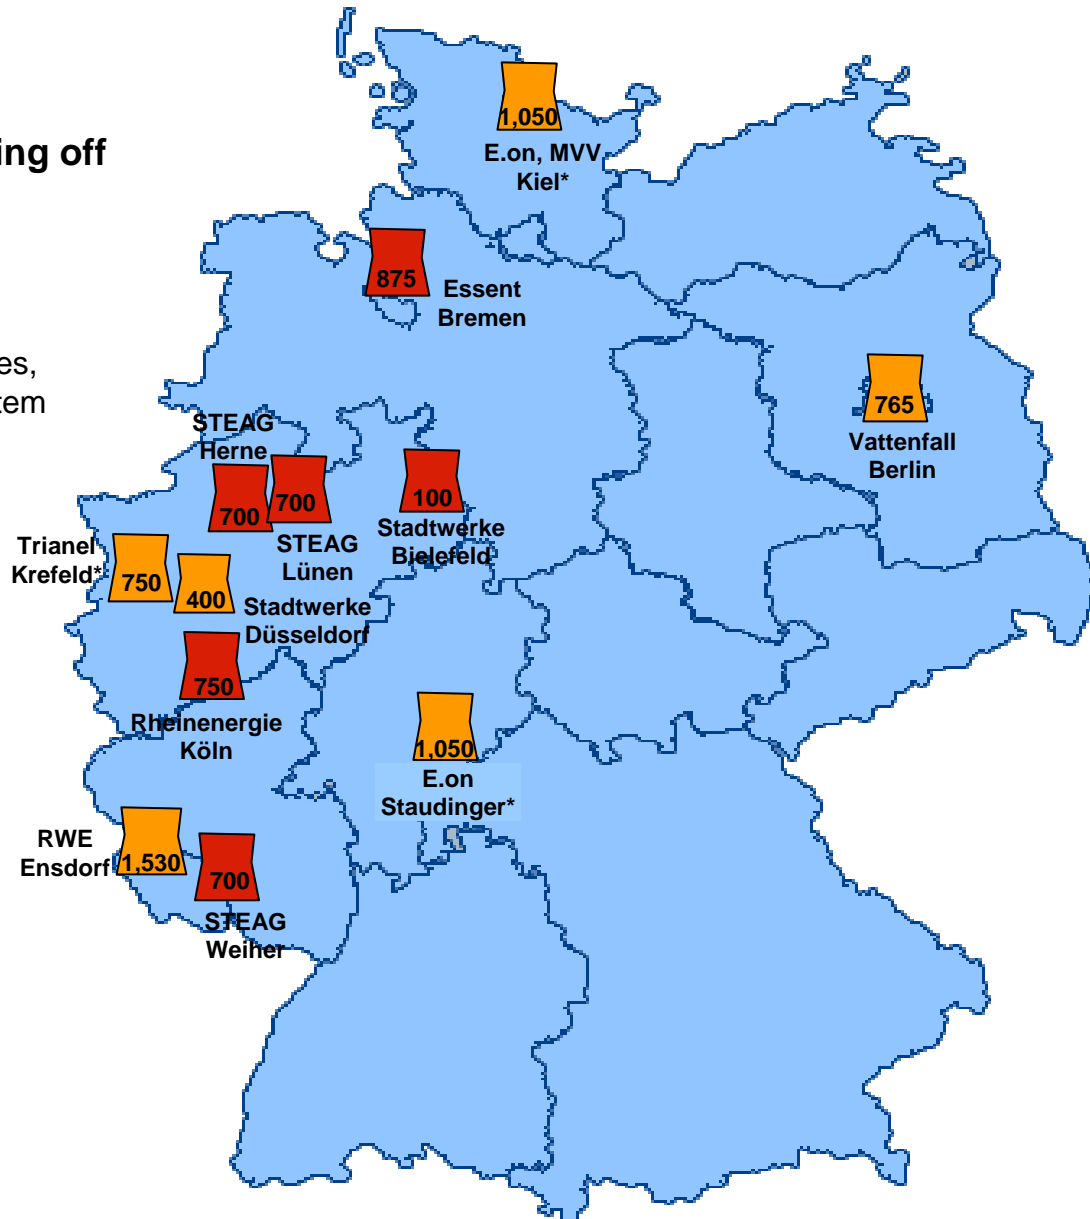 ing off
es,
tem
1,050
E.on, MVV
Kiel*
875
Essent
Bremen
765
Vattenfall
Berlin
STEAG
Herne
700
700
STEAG
Lünen
100
Stadtwerke
Bielefeld
Trianel
Krefeld*
750
400
Stadtwerke
Düsseldorf
750
Rheinenergie
Köln
1,050
E.on
Staudinger*
RWE
Ensdorf
1,530
700
STEAG
Weiher